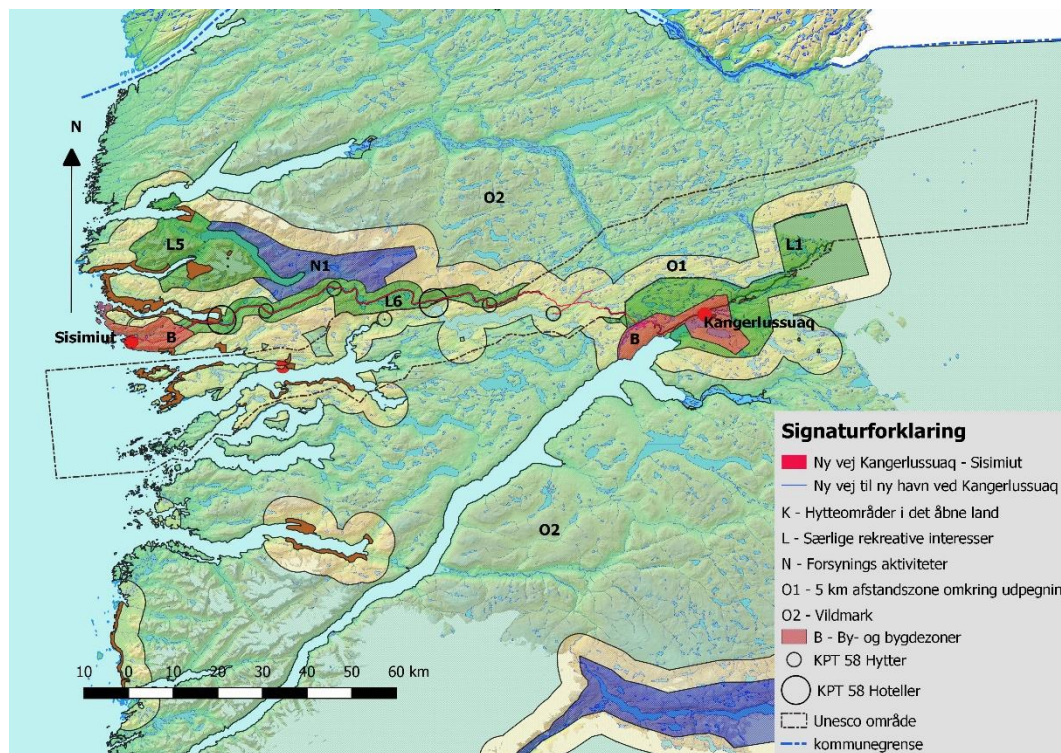 N
O2
L5
N1
O1
L1
L6
Kangerlussuaq
Sisimiut
B
B
O2
10 0 10 20 30 40 50 60 km
Signaturforklaring
Ny vej Kangerlussuaq - Sisimiut
Ny vej til ny havn ved Kangerlussuaq
K - Hytteområder i det åbne land
L - Særlige rekreative interesser
N - Forsynings aktiviteter
O1 - 5 km afstandszone omkring udpegnin
O2 - Vildmark
B - By- og bygdezoner
KPT 58 Hytter
KPT 58 Hoteller
Unesco område
kommunegrense